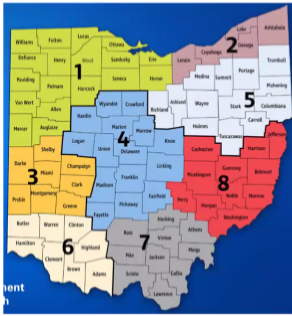 Williams Fulton Lucas Ottawa
Defiance Henry Wood Sandusky Erie
Paulding Putnam Hancock Seneca Huron
Van Wert Allen
Mercer Auglaize
1
Lake Ashtabula
Geauga
Cuyahoga
Lorain
2
Trumbull
Medina Summit Portage
Mahoning
Ashland Wayne Stark Columbiana
Richland
Holmes Carroll
Tuscarawas
5
Wyandot Crawford
Hardin Marion Morrow
Logan Union Delaware Knox
Licking
Madison Franklin
Pickaway Fairfield
Fayette
4
Shelby
Darke Miami Champaign
Clark
Preble Montgomery Greene
3
Jefferson
Coshocton Harrison
Guernsey Belmont
Muskingum
Perry Noble Monroe
Morgan
Washington
8
Butler Warren Clinton
Hamilton Clermont Highland
Brown Adams
6
Hocking
Ross Vinton Athens
Pike Jackson Meigs
Scioto Gallia
Lawrence
7
ment
h